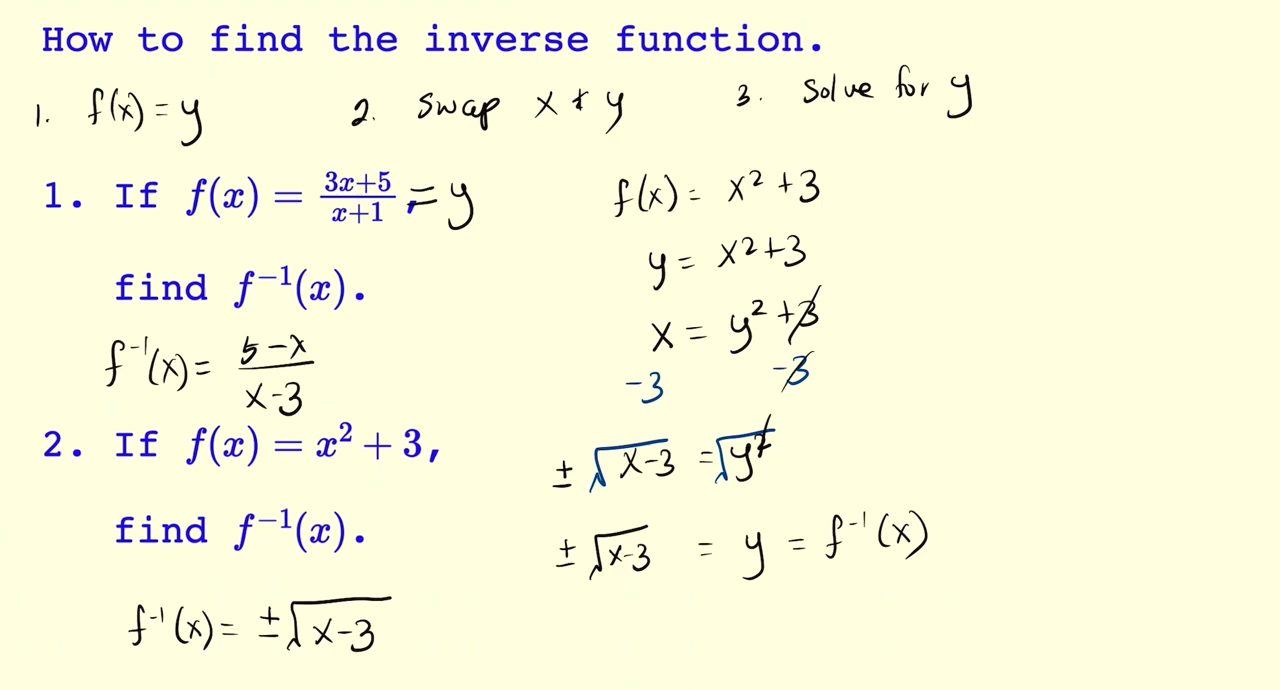 How to find the inverse function.
1. f(x) = y 2. Swap x & y 3. Solve for y
1. If f(x) = \frac{3x+5}{x+1}, = y
find f⁻¹(x).
f⁻¹(x) = \frac{5-x}{x-3}
2. If f(x) = x² + 3,
find f⁻¹(x).
f⁻¹(x) = ±√(x-3)
f(x) = x² + 3
y = x² + 3
x = y² + 3
-3 -3
±√(x-3) = √(y²)
±√(x-3) = y = f⁻¹(x)